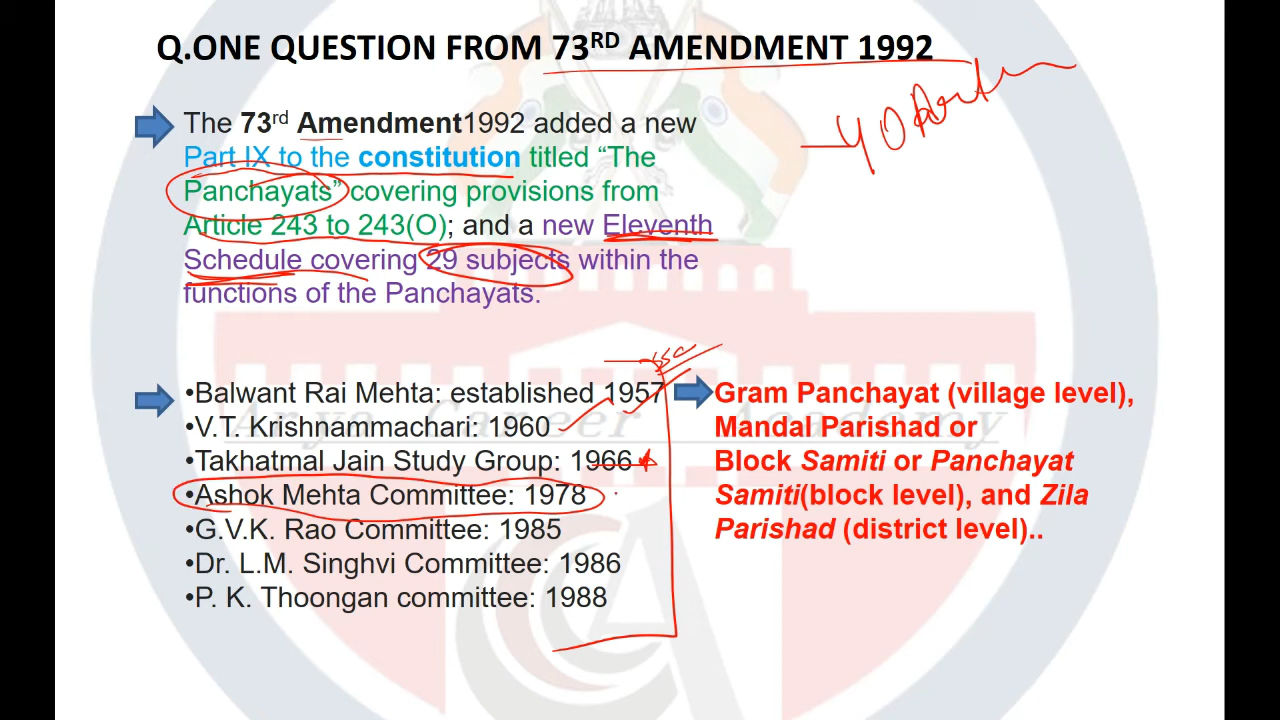 Q.ONE QUESTION FROM 73RD AMENDMENT 1992
The 73rd Amendment1992 added a new
Part IX to the constitution titled “The
Panchayats” covering provisions from
Article 243 to 243(O); and a new Eleventh
Schedule covering 29 subjects within the
functions of the Panchayats.
•Balwant Rai Mehta: established 1957
•V.T. Krishnammachari: 1960
•Takhatmal Jain Study Group: 1966
•Ashok Mehta Committee: 1978
•G.V.K. Rao Committee: 1985
•Dr. L.M. Singhvi Committee: 1986
•P. K. Thoongan committee: 1988
Gram Panchayat (village level),
Mandal Parishad or
Block Samiti or Panchayat
Samiti(block level), and Zila
Parishad (district level)..
Arya Career Academy